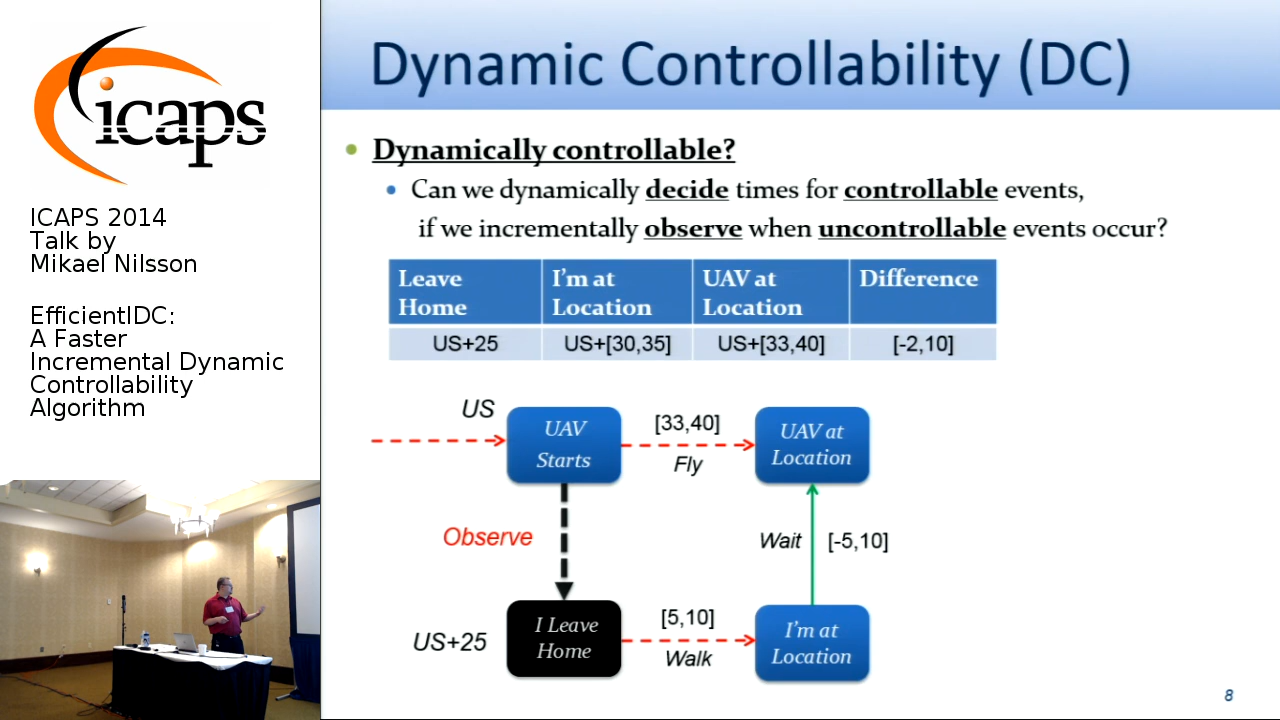 icaps
ICAPS 2014
Talk by
Mikael Nilsson
EfficientIDC:
A Faster
Incremental Dynamic
Controllability
Algorithm
Dynamic Controllability (DC)
Dynamically controllable?
Can we dynamically decide times for controllable events,
if we incrementally observe when uncontrollable events occur?
Leave Home
I'm at Location
UAV at Location
Difference
US+25
US+[30,35]
US+[33,40]
[-2,10]
US
UAV
Starts
[33,40]
Fly
UAV at
Location
Observe
Wait
[-5,10]
US+25
I Leave
Home
[5,10]
Walk
I'm at
Location
8